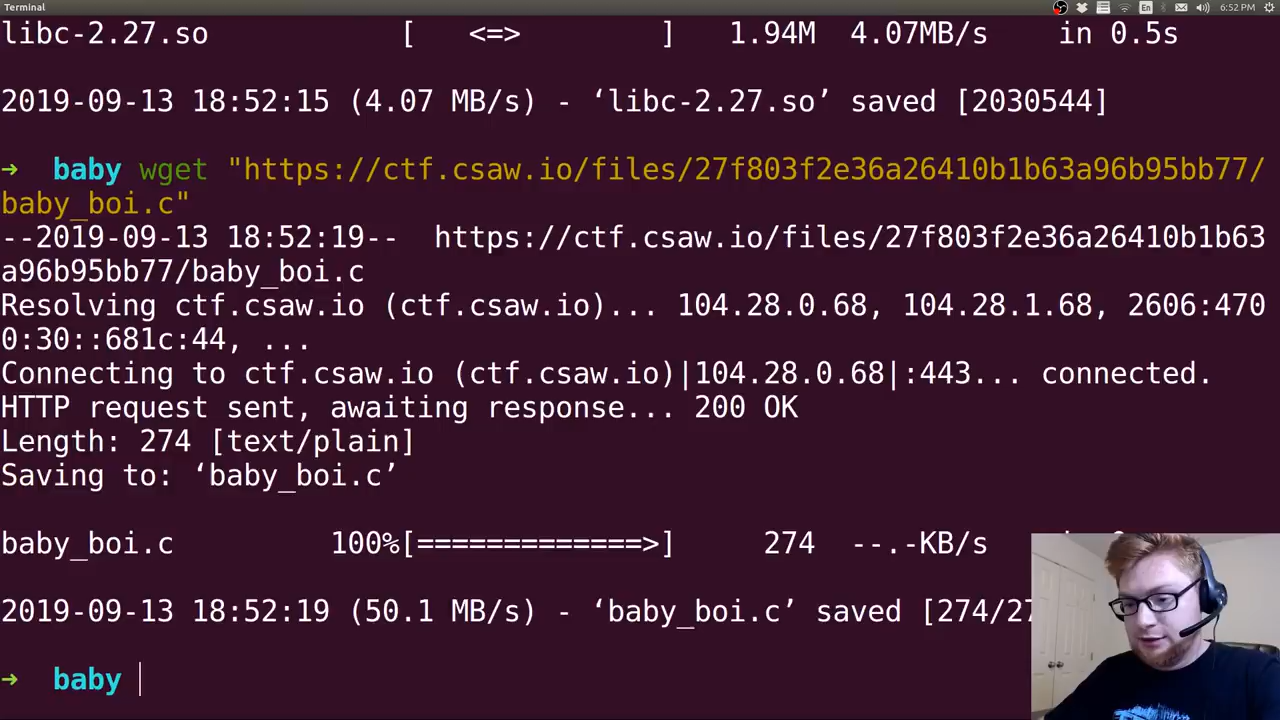 Terminal
En
6:52 PM
libc-2.27.so [ <=> ] 1.94M 4.07MB/s in 0.5s
2019-09-13 18:52:15 (4.07 MB/s) - ‘libc-2.27.so’ saved [2030544]
→ baby wget "https://ctf.csaw.io/files/27f803f2e36a26410b1b63a96b95bb77/
baby_boi.c"
--2019-09-13 18:52:19-- https://ctf.csaw.io/files/27f803f2e36a26410b1b63
a96b95bb77/baby_boi.c
Resolving ctf.csaw.io (ctf.csaw.io)... 104.28.0.68, 104.28.1.68, 2606:470
0:30::681c:44, ...
Connecting to ctf.csaw.io (ctf.csaw.io)|104.28.0.68|:443... connected.
HTTP request sent, awaiting response... 200 OK
Length: 274 [text/plain]
Saving to: ‘baby_boi.c’
baby_boi.c 100%[=============>] 274 --.-KB/s
2019-09-13 18:52:19 (50.1 MB/s) - ‘baby_boi.c’ saved [274/27
→ baby